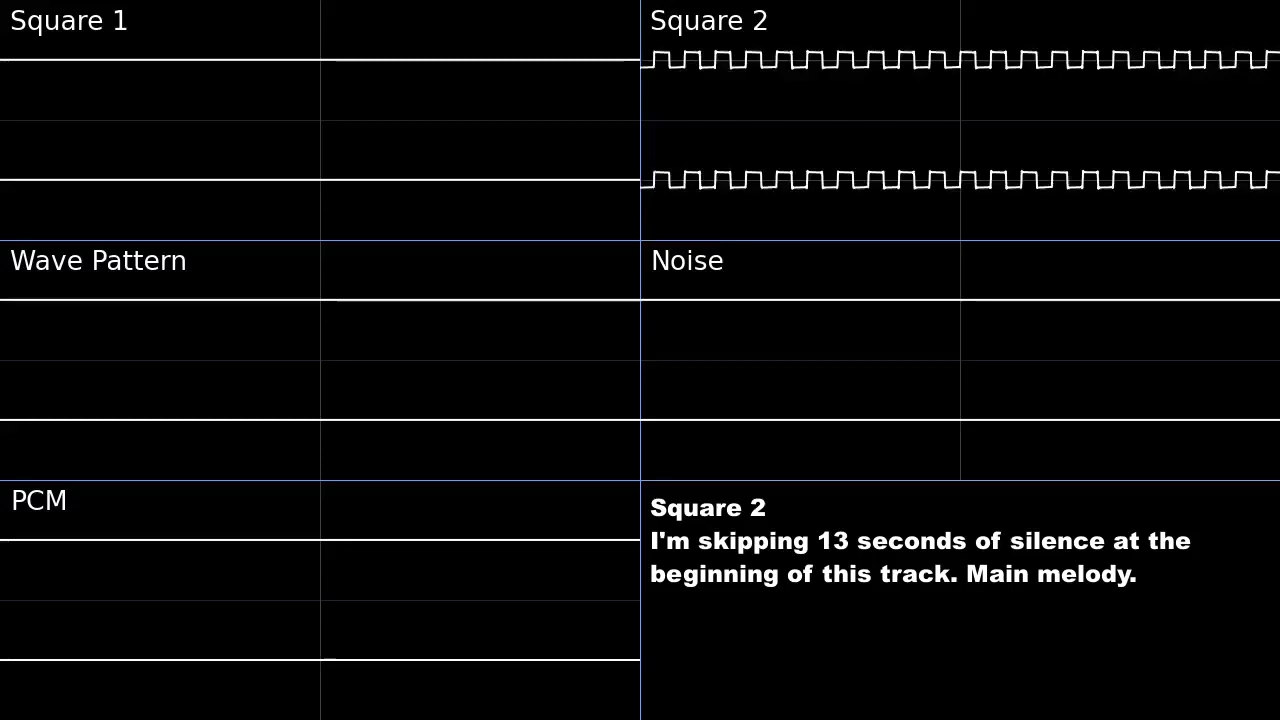 Square 1
Square 2
Wave Pattern
Noise
PCM
Square 2
I'm skipping 13 seconds of silence at the
beginning of this track. Main melody.